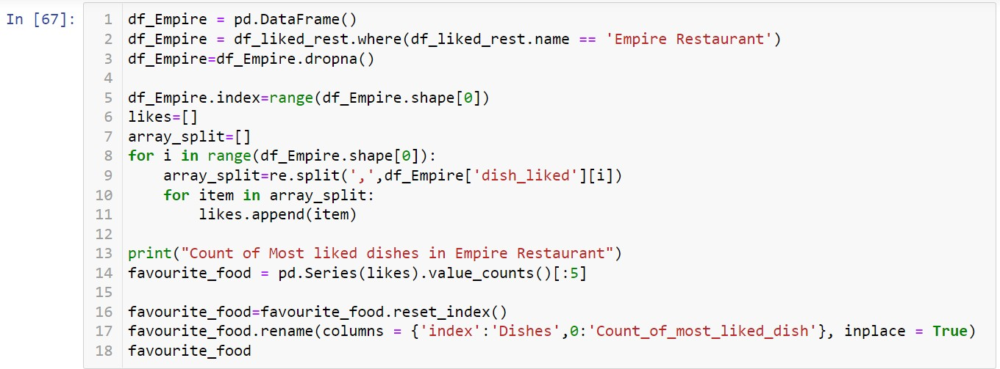 In [67]:
1 df_Empire = pd.DataFrame()
2 df_Empire = df_liked_rest.where(df_liked_rest.name == 'Empire Restaurant')
3 df_Empire=df_Empire.dropna()
4
5 df_Empire.index=range(df_Empire.shape[0])
6 likes=[]
7 array_split=[]
8 for i in range(df_Empire.shape[0]):
9     array_split=re.split(',',df_Empire['dish_liked'][i])
10     for item in array_split:
11         likes.append(item)
12
13 print("Count of Most liked dishes in Empire Restaurant")
14 favourite_food = pd.Series(likes).value_counts()[:5]
15
16 favourite_food=favourite_food.reset_index()
17 favourite_food.rename(columns = {'index':'Dishes',0:'Count_of_most_liked_dish'}, inplace = True)
18 favourite_food